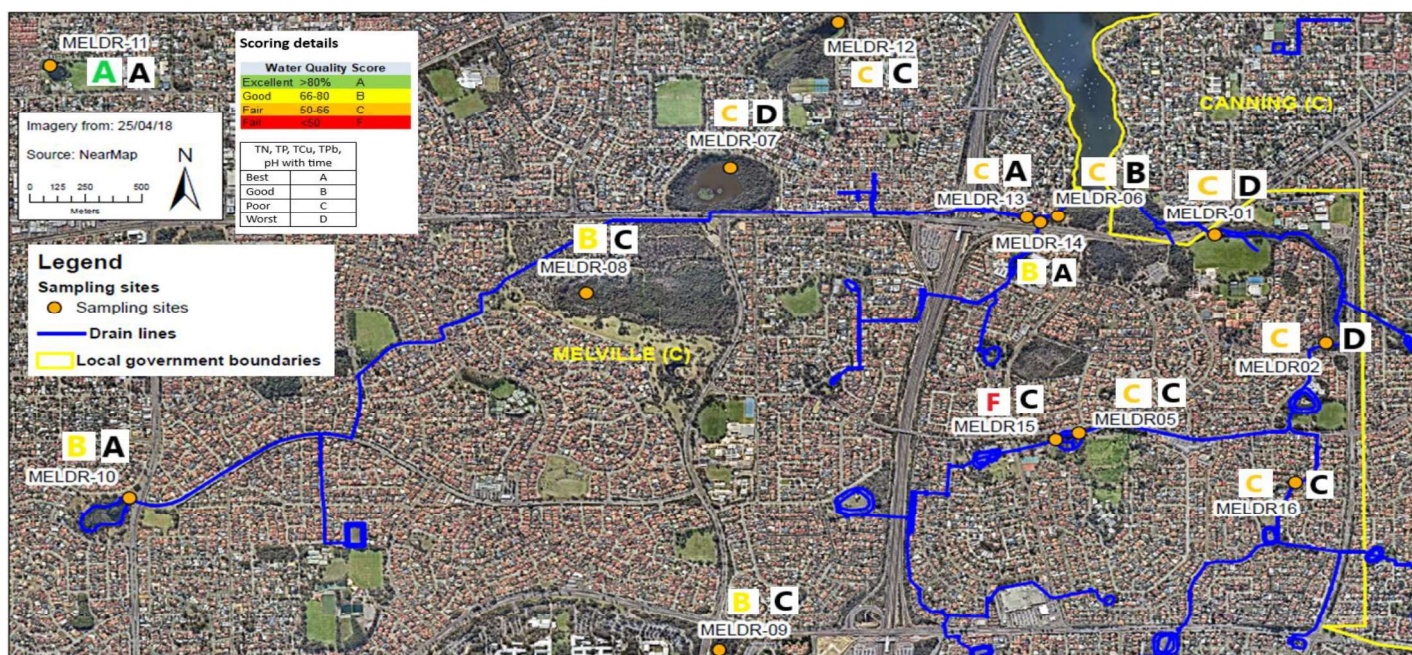 MELDR-11
A A
Scoring details
Water Quality Score
Excellent >80% A
Good 66-80 B
Fair 50-66 C
Fail <50 F
TN, TP, TCu, TPb,
pH with time
Best A
Good B
Poor C
Worst D
Imagery from: 25/04/18
Source: NearMap
N
0 125 250 500
Meters
Legend
Sampling sites
Sampling sites
Drain lines
Local government boundaries
MELDR-12
C C
CANNING (C)
C D
MELDR-07
C A
MELDR-13
C B
MELDR-06
C D
MELDR-01
MELDR-14
B A
B C
MELDR-08
MELVILLE (C)
C D
MELDR02
F C
MELDR15
C C
MELDR05
B A
MELDR-10
C C
MELDR16
B C
MELDR-09